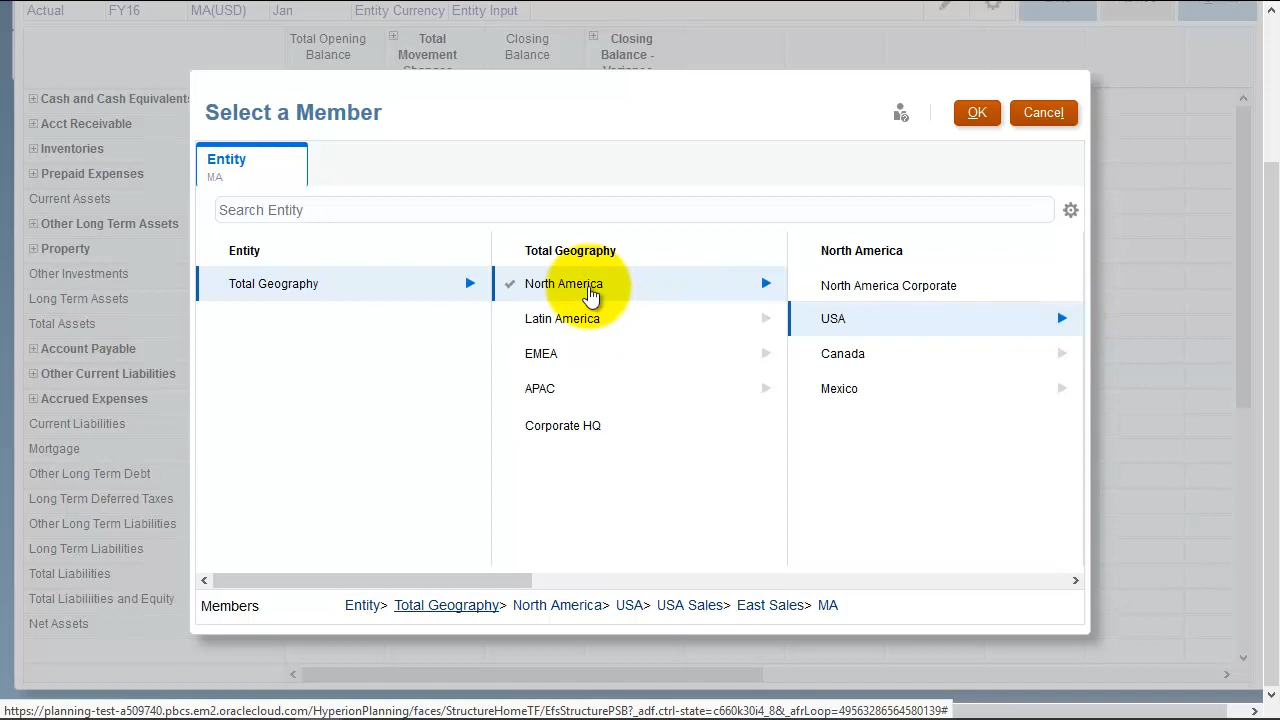 Actual FY16 MA(USD) Jan Entity Currency Entity Input
Total Opening Balance
Total Movement
Closing Balance
Closing Balance -
Cash and Cash Equivalents
Acct Receivable
Inventories
Prepaid Expenses
Current Assets
Other Long Term Assets
Property
Other Investments
Long Term Assets
Total Assets
Account Payable
Other Current Liabilities
Accrued Expenses
Current Liabilities
Mortgage
Other Long Term Debt
Long Term Deferred Taxes
Other Long Term Liabilities
Long Term Liabilities
Total Liabilities
Total Liabiliities and Equity
Net Assets
Select a Member
OK
Cancel
Entity
MA
Search Entity
Entity
Total Geography
Total Geography
North America
Latin America
EMEA
APAC
Corporate HQ
North America
North America Corporate
USA
Canada
Mexico
Members Entity> Total Geography> North America> USA> USA Sales> East Sales> MA
https://planning-test-a509740.pbcs.em2.oraclecloud.com/HyperionPlanning/faces/StructureHomeTF/EfsStructurePSB?_adf.ctrl-state=c660k30i4_8&_afrLoop=49563286564580139#